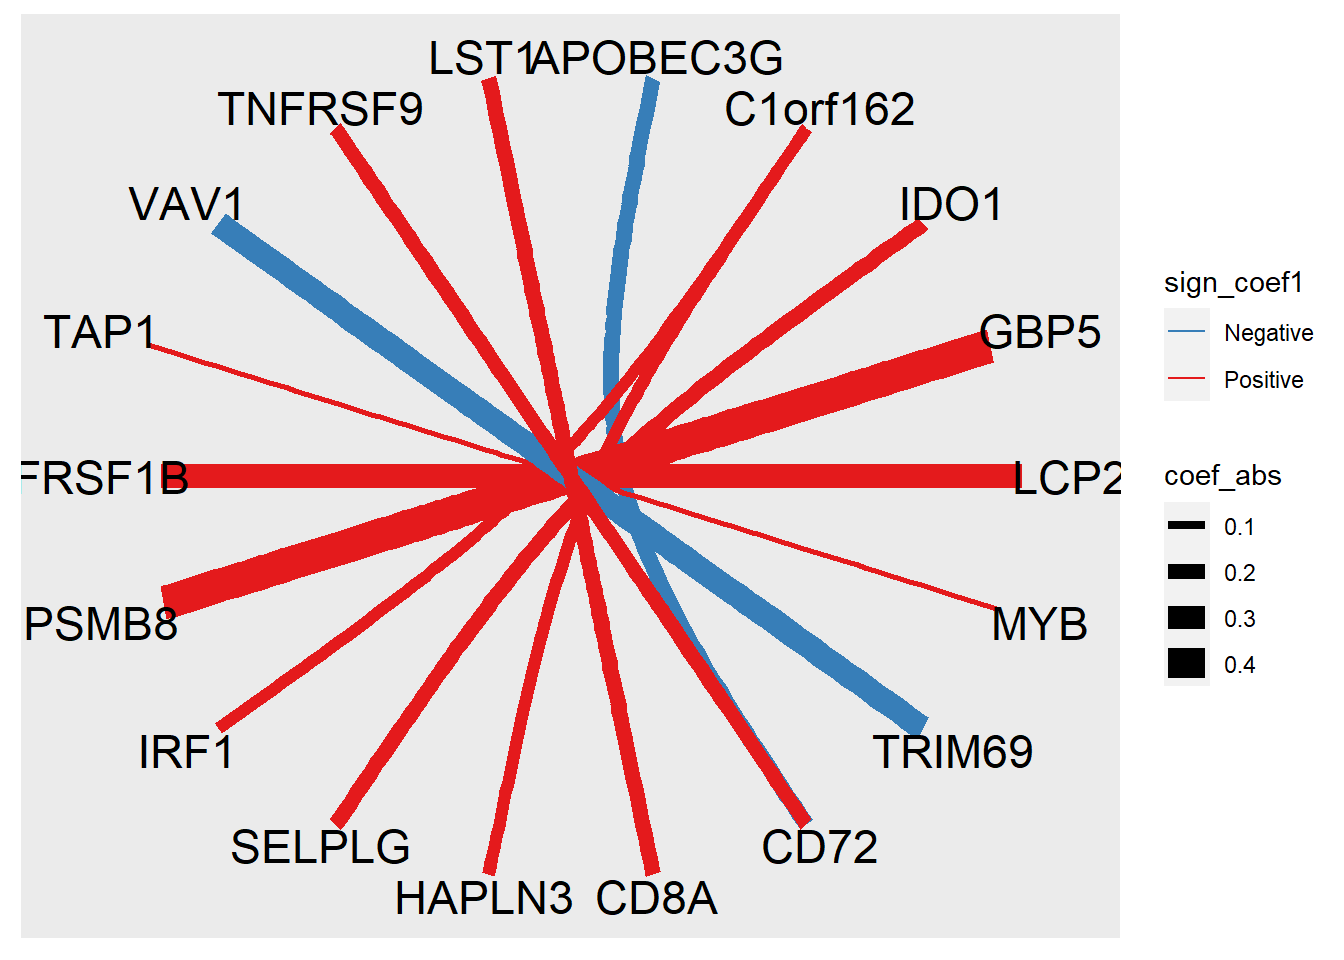 LST1
APOBEC3G
TNFRSF9
C1orf162
VAV1
IDO1
TAP1
GBP5
FRSF1B
LCP2
PSMB8
MYB
IRF1
TRIM69
SELPLG
CD72
HAPLN3
CD8A
sign_coef1
Negative
Positive
coef_abs
0.1
0.2
0.3
0.4